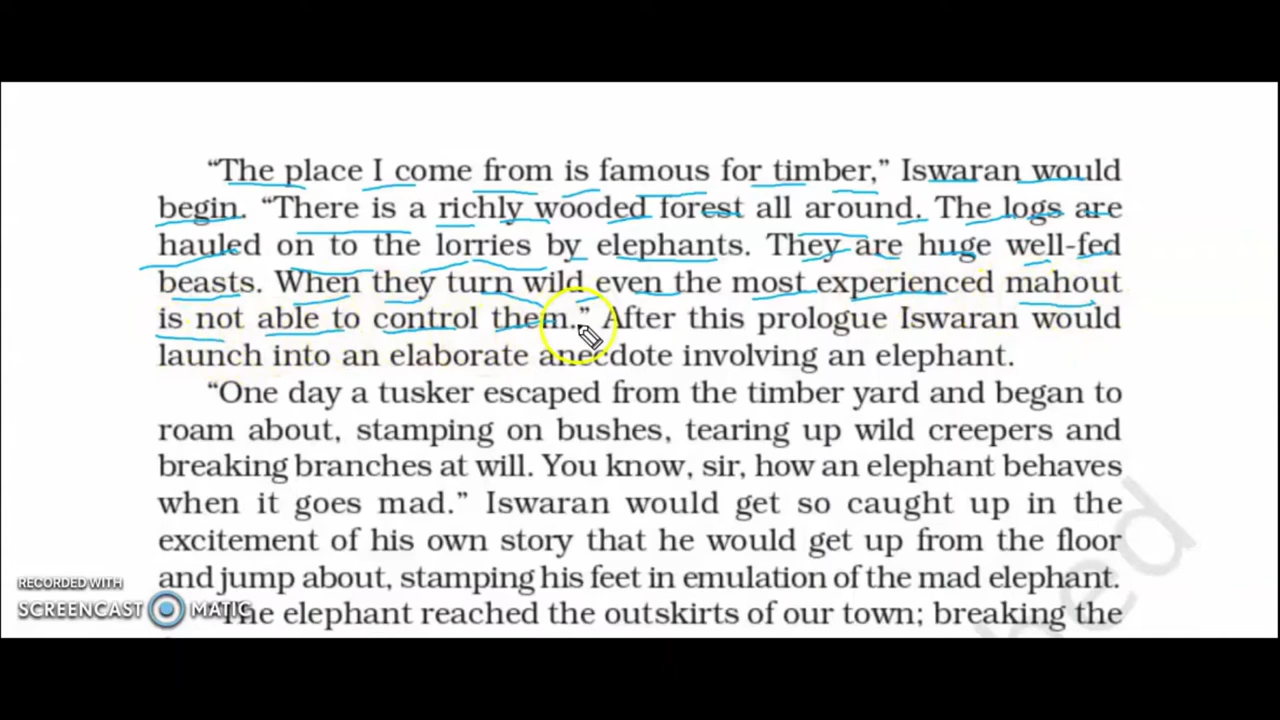 “The place I come from is famous for timber,” Iswaran would
begin. “There is a richly wooded forest all around. The logs are
hauled on to the lorries by elephants. They are huge well-fed
beasts. When they turn wild even the most experienced mahout
is not able to control them.” After this prologue Iswaran would
launch into an elaborate anecdote involving an elephant.
“One day a tusker escaped from the timber yard and began to
roam about, stamping on bushes, tearing up wild creepers and
breaking branches at will. You know, sir, how an elephant behaves
when it goes mad.” Iswaran would get so caught up in the
excitement of his own story that he would get up from the floor
and jump about, stamping his feet in emulation of the mad elephant.
The elephant reached the outskirts of our town; breaking the
RECORDED WITH
SCREENCAST MATIC